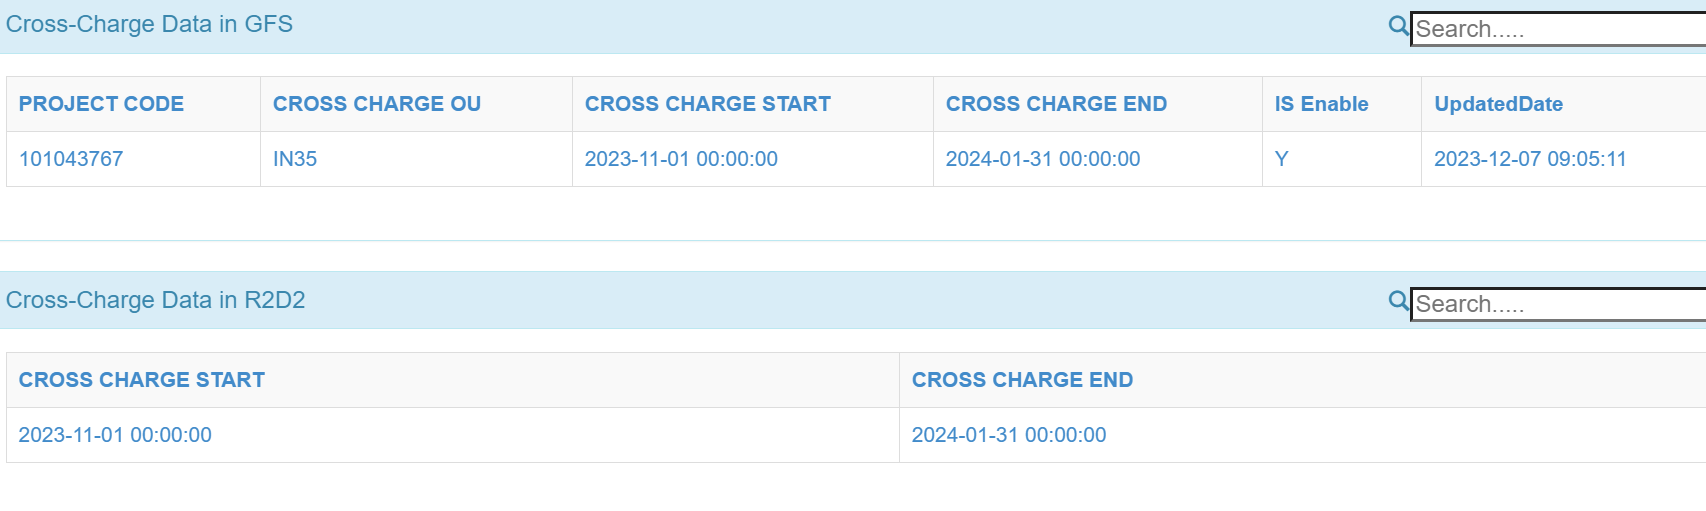 Cross-Charge Data in GFS
Search.....
PROJECT CODE CROSS CHARGE OU CROSS CHARGE START CROSS CHARGE END IS Enable UpdatedDate
101043767 IN35 2023-11-01 00:00:00 2024-01-31 00:00:00 Y 2023-12-07 09:05:11
Cross-Charge Data in R2D2
Search.....
CROSS CHARGE START CROSS CHARGE END
2023-11-01 00:00:00 2024-01-31 00:00:00